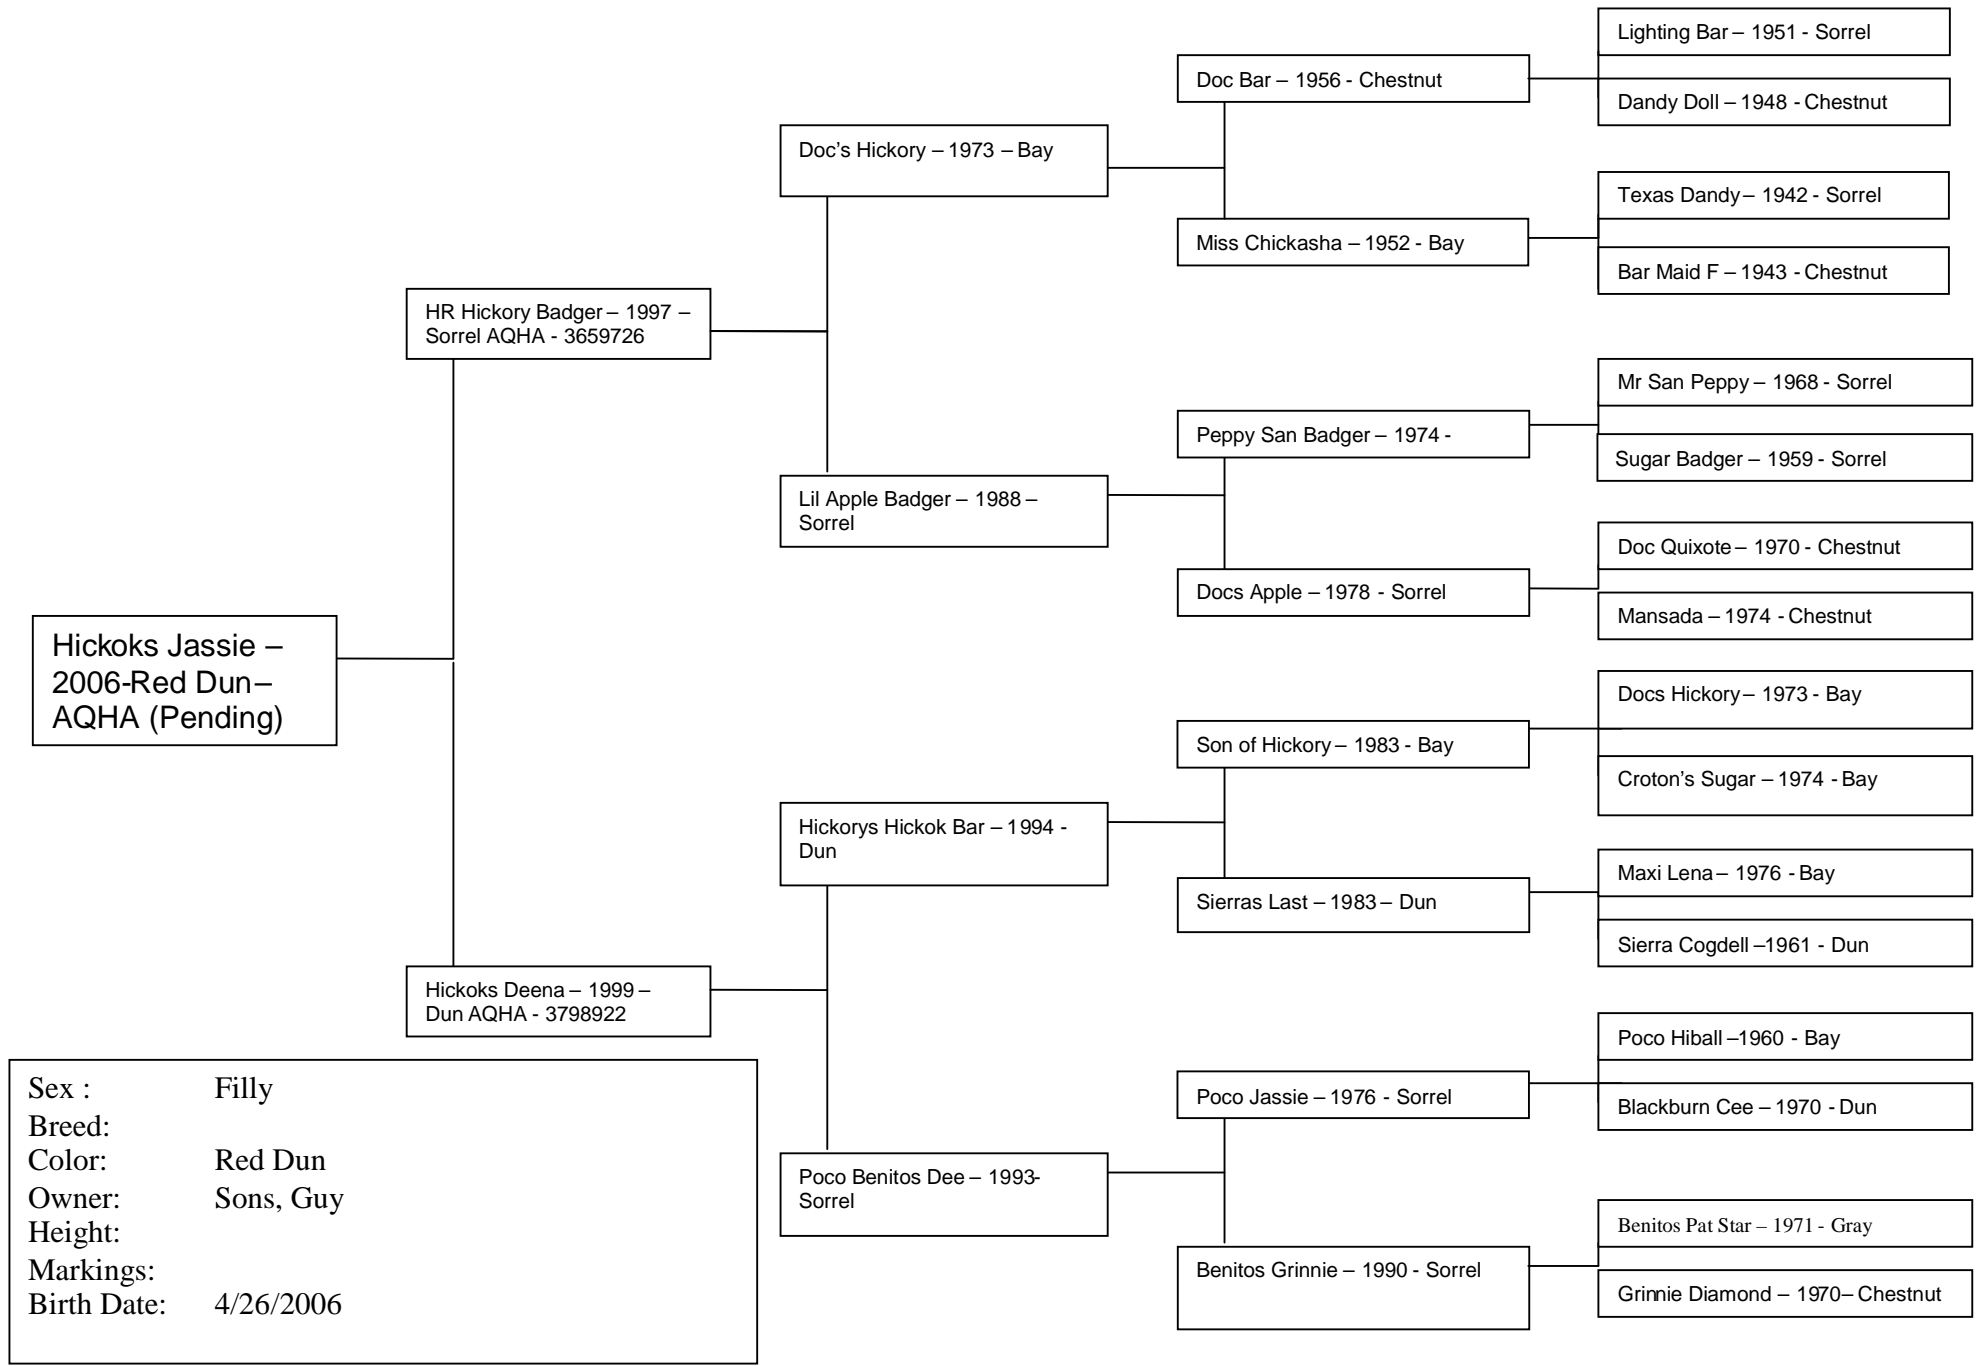 Lighting Bar – 1951 - Sorrel
Doc Bar – 1956 - Chestnut
Dandy Doll – 1948 - Chestnut
Doc's Hickory – 1973 – Bay
Texas Dandy – 1942 - Sorrel
Miss Chickasha – 1952 - Bay
Bar Maid F – 1943 - Chestnut
HR Hickory Badger – 1997 –
Sorrel AQHA - 3659726
Mr San Peppy – 1968 - Sorrel
Peppy San Badger – 1974 -
Sugar Badger – 1959 - Sorrel
Lil Apple Badger – 1988 –
Sorrel
Doc Quixote – 1970 - Chestnut
Docs Apple – 1978 - Sorrel
Mansada – 1974 - Chestnut
Hickoks Jassie –
2006-Red Dun–
AQHA (Pending)
Docs Hickory – 1973 - Bay
Son of Hickory – 1983 - Bay
Croton’s Sugar – 1974 - Bay
Hickorys Hickok Bar – 1994 -
Dun
Maxi Lena – 1976 - Bay
Sierras Last – 1983 – Dun
Sierra Cogdell –1961 - Dun
Hickoks Deena – 1999 –
Dun AQHA - 3798922
Poco Hiball –1960 - Bay
Poco Jassie – 1976 - Sorrel
Blackburn Cee – 1970 - Dun
Poco Benitos Dee – 1993-
Sorrel
Benitos Pat Star – 1971 - Gray
Benitos Grinnie – 1990 - Sorrel
Grinnie Diamond – 1970– Chestnut
Sex : Filly
Breed:
Color: Red Dun
Owner: Sons, Guy
Height:
Markings:
Birth Date: 4/26/2006